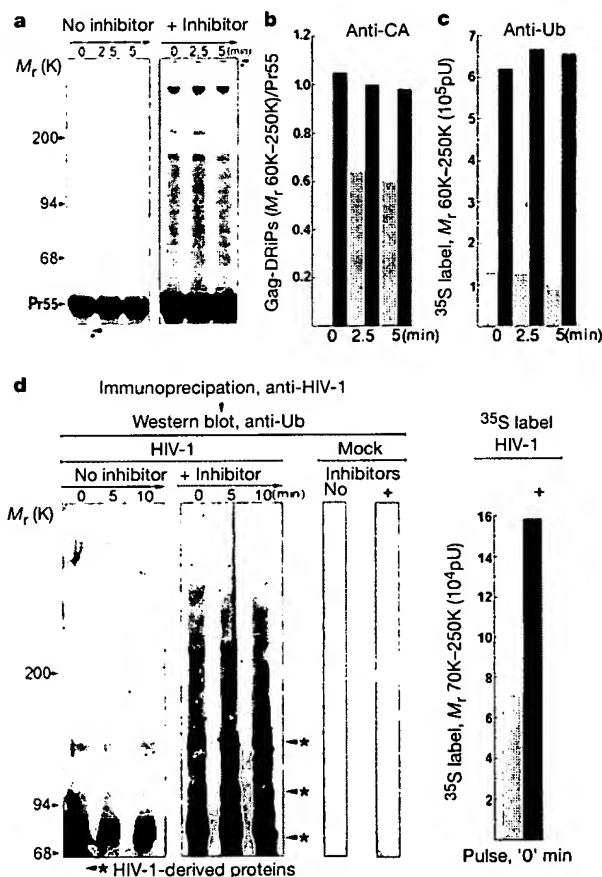 a
No inhibitor + Inhibitor
0 2.5 5 0 2.5 5(min)
Mr (K)
200
94
68
Pr55
b
Anti-CA
Gag-DRiPs (Mr 60K–250K)/Pr55
1.2
1.0
0.8
0.6
0.4
0.2
0 2.5 5(min)
c
Anti-Ub
35S label, Mr 60K–250K (10⁵pU)
7
6
5
4
3
2
1
0 2.5 5(min)
d
Immunoprecipation, anti-HIV-1
Western blot, anti-Ub
HIV-1
No inhibitor + Inhibitor
0 5 10 0 5 10(min)
Mr (K)
200
94
68
*
*
*
* HIV-1-derived proteins
Mock
Inhibitors
No +
35S label
HIV-1
+
35S label, Mr 70K–250K (10⁴pU)
16
14
12
10
8
6
4
2
Pulse, '0' min